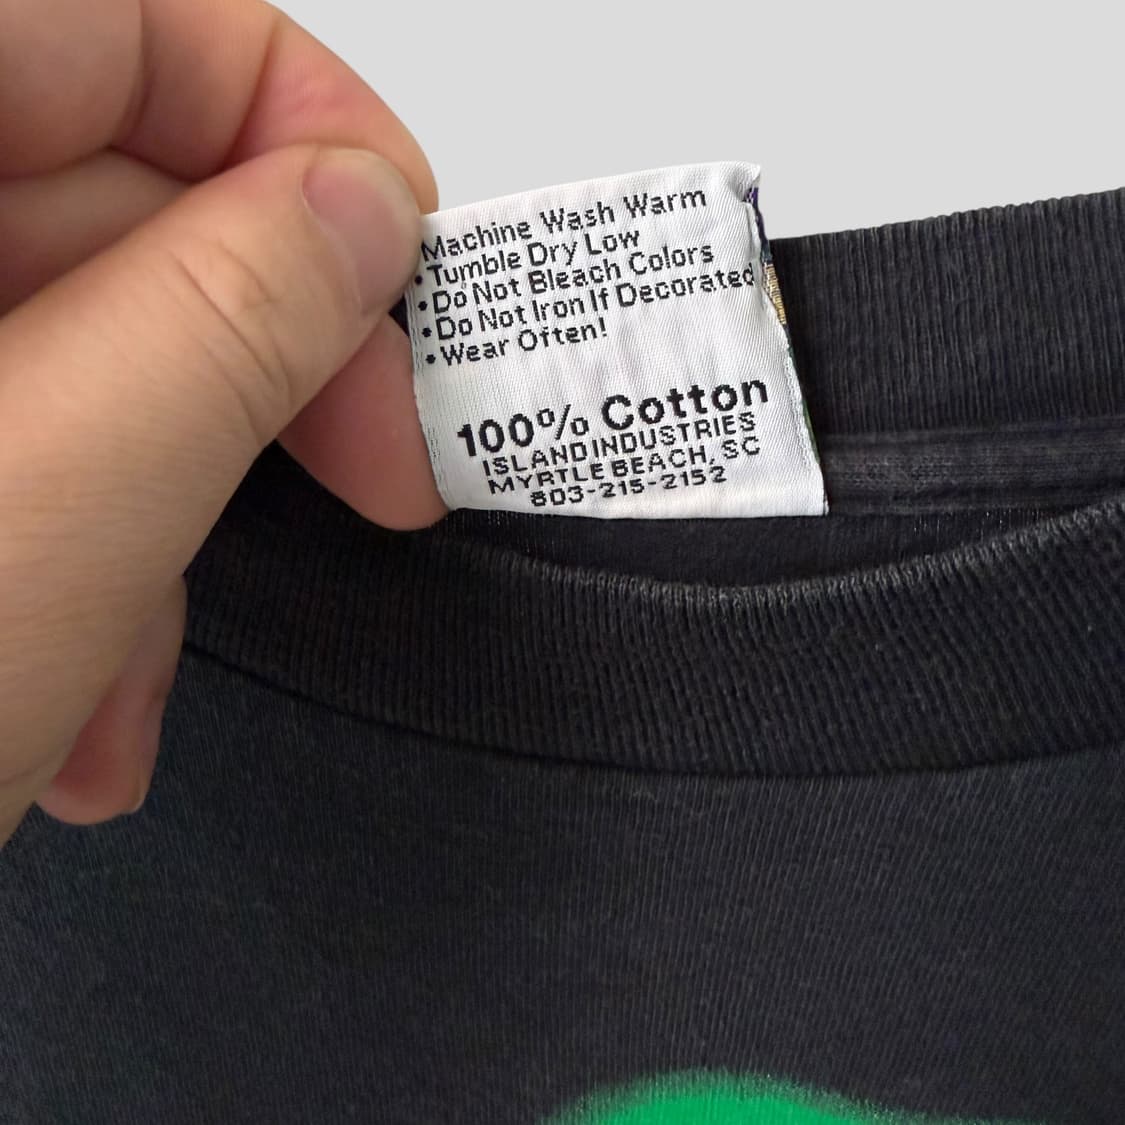 Machine Wash Warm
• Tumble Dry Low
• Do Not Bleach Colors
• Do Not Iron If Decorated
• Wear Often!
100% Cotton
ISLAND INDUSTRIES
MYRTLE BEACH, SC
803-215-2152